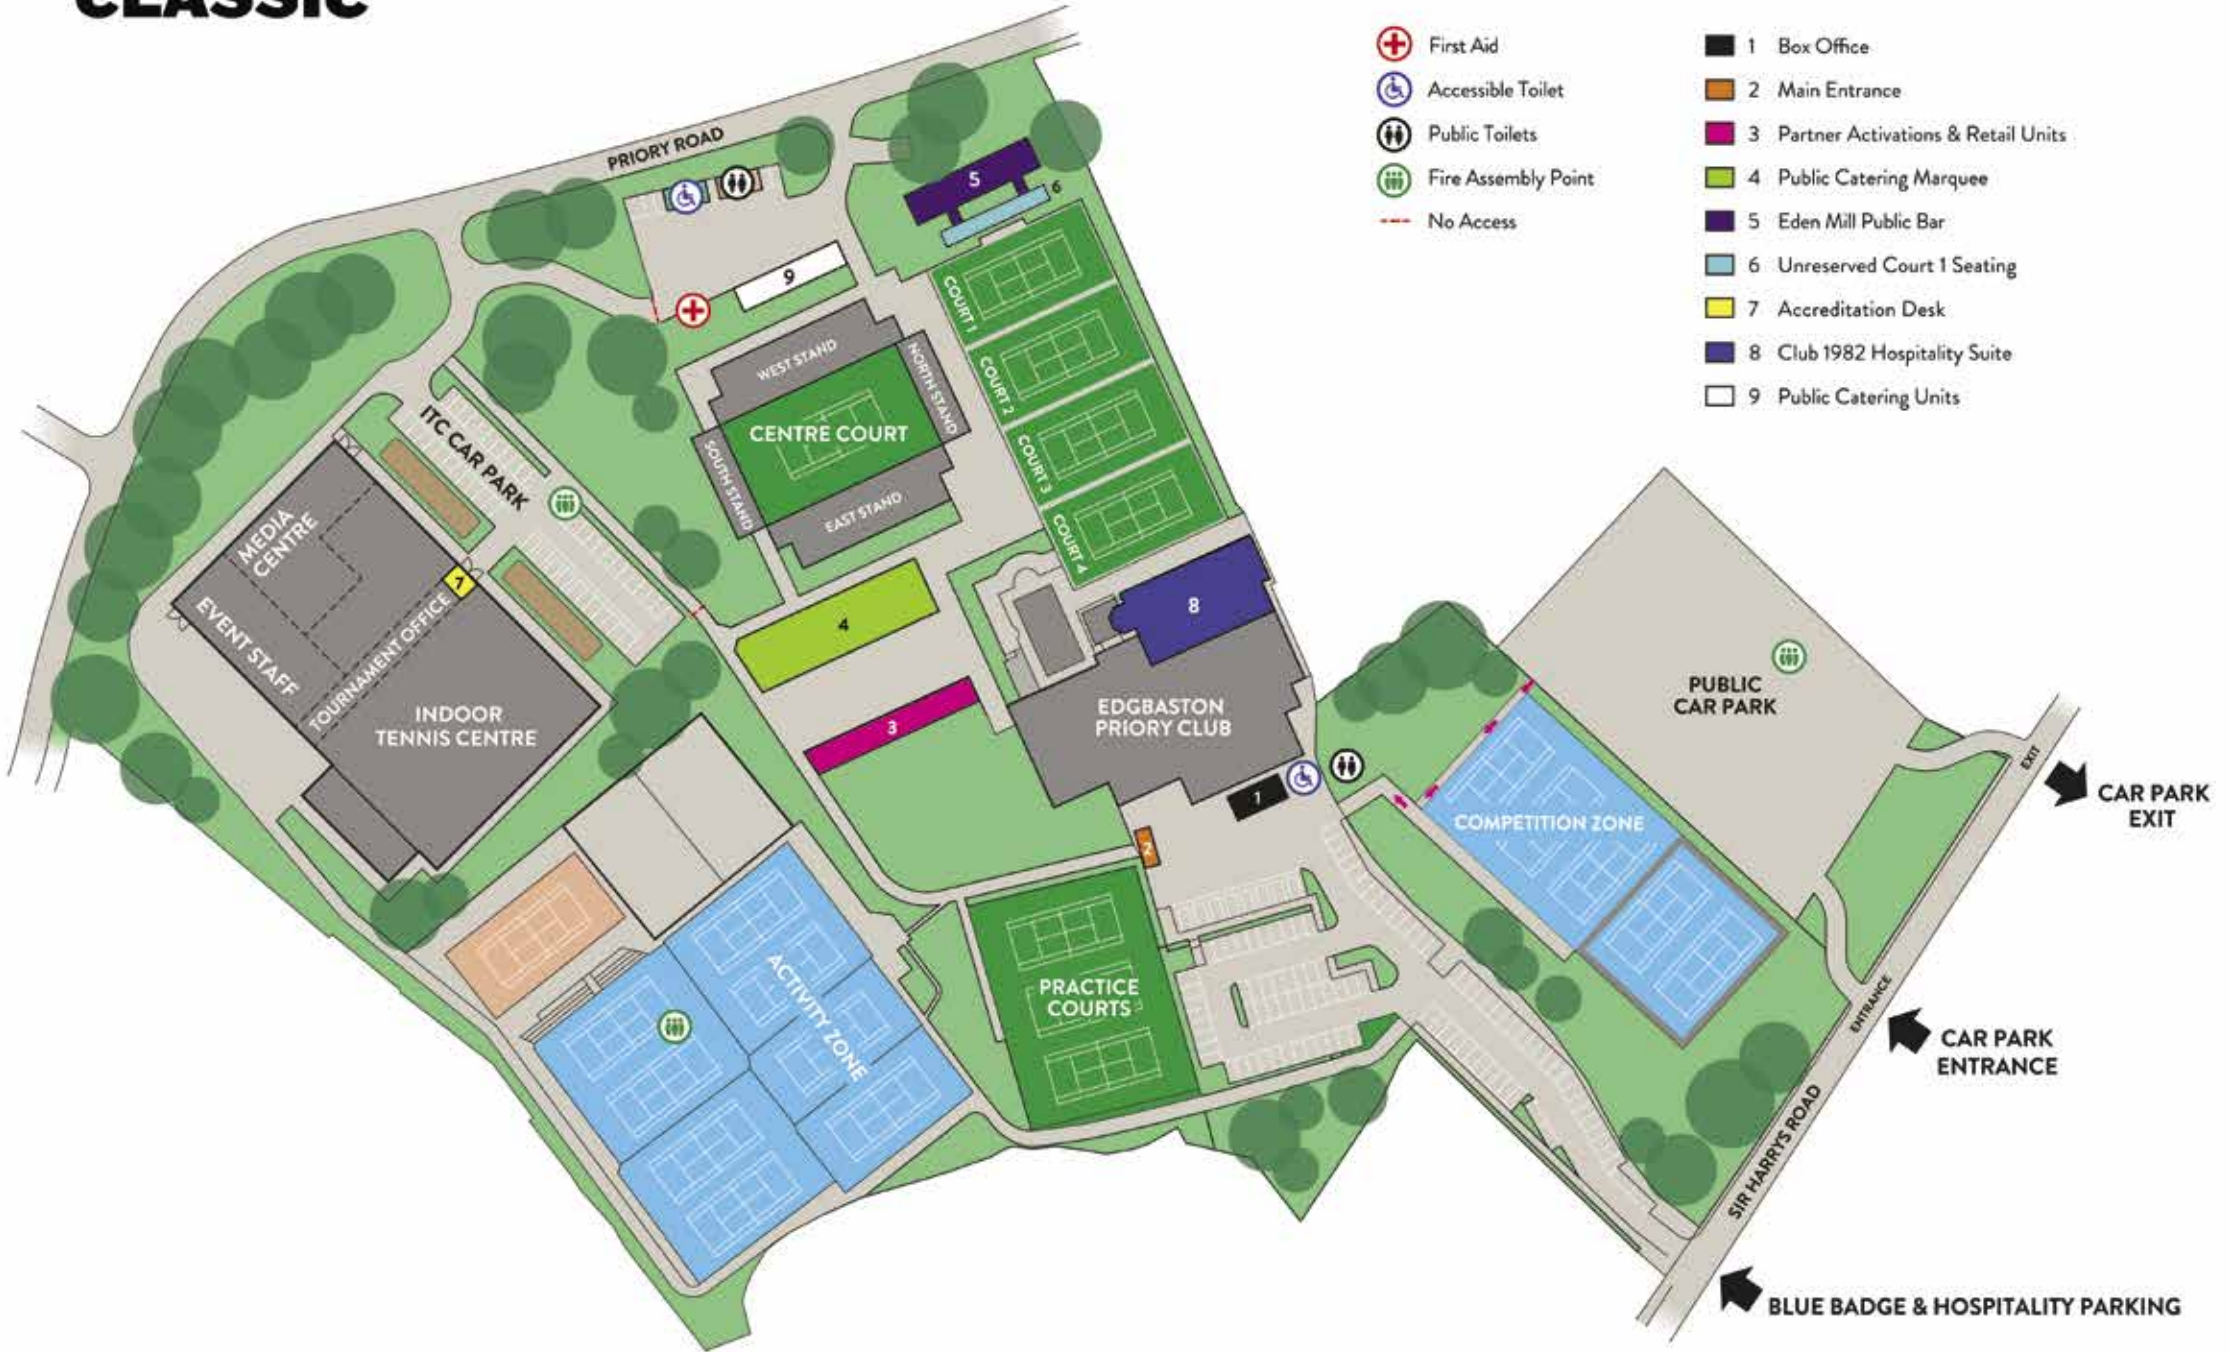 CLASSIC
First Aid
Accessible Toilet
Public Toilets
Fire Assembly Point
No Access
1 Box Office
2 Main Entrance
3 Partner Activations & Retail Units
4 Public Catering Marquee
5 Eden Mill Public Bar
6 Unreserved Court 1 Seating
7 Accreditation Desk
8 Club 1982 Hospitality Suite
9 Public Catering Units
PRIORY ROAD
5
6
9
COURT 1
COURT 2
COURT 3
COURT 4
WEST STAND
NORTH STAND
CENTRE COURT
SOUTH STAND
EAST STAND
ITC CAR PARK
MEDIA
CENTRE
7
EVENT STAFF
TOURNAMENT OFFICE
INDOOR
TENNIS CENTRE
4
3
8
EDGBASTON
PRIORY CLUB
1
2
PUBLIC
CAR PARK
COMPETITION ZONE
EXIT
CAR PARK
EXIT
ACTIVITY ZONE
PRACTICE
COURTS
ENTRANCE
CAR PARK
ENTRANCE
SIR HARRYS ROAD
BLUE BADGE & HOSPITALITY PARKING